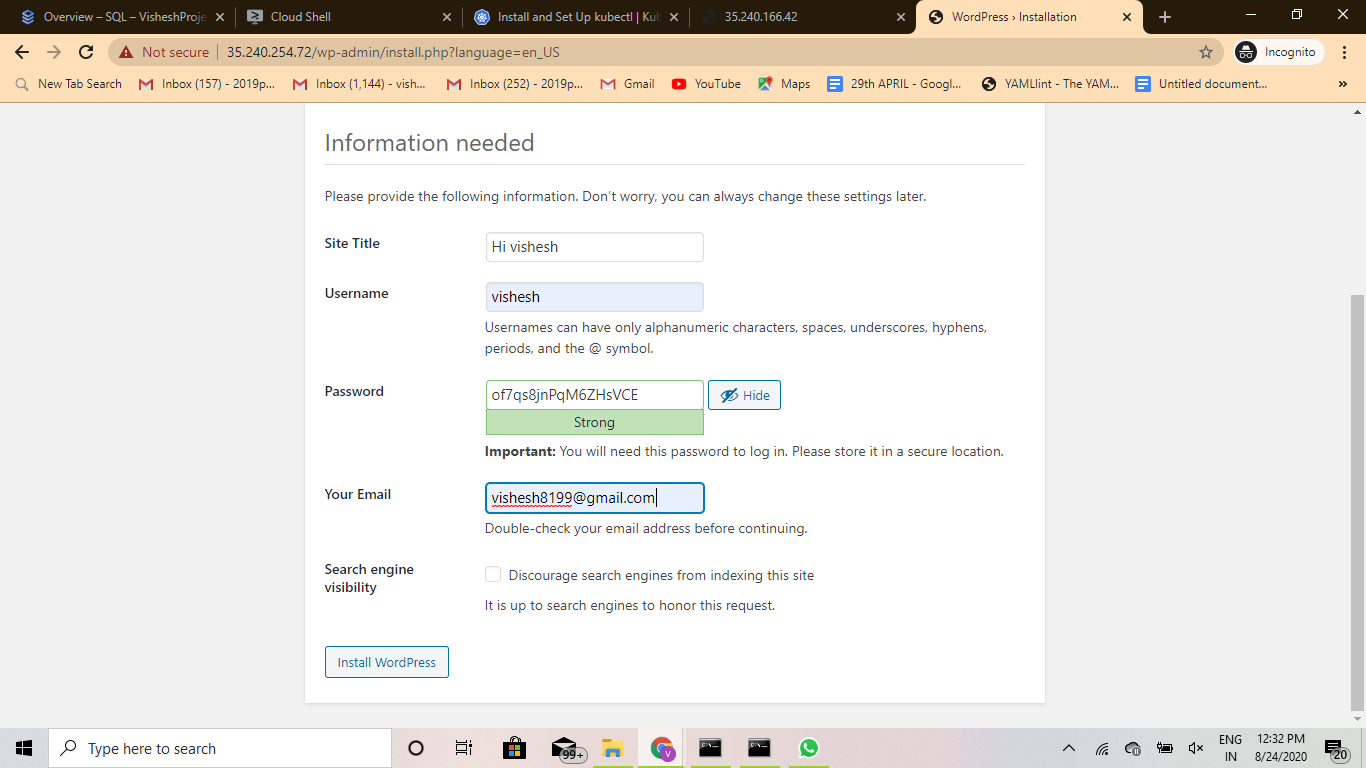 Overview – SQL – VisheshProje
Cloud Shell
Install and Set Up kubectl | Kub
35.240.166.42
WordPress › Installation
Not secure
35.240.254.72/wp-admin/install.php?language=en_US
Incognito
New Tab Search
Inbox (157) - 2019p...
Inbox (1,144) - vish...
Inbox (252) - 2019p...
Gmail
YouTube
Maps
29th APRIL - Googl...
YAMLlint - The YAM...
Untitled document...
»
Information needed
Please provide the following information. Don’t worry, you can always change these settings later.
Site Title
Hi vishesh
Username
vishesh
Usernames can have only alphanumeric characters, spaces, underscores, hyphens,
periods, and the @ symbol.
Password
of7qs8jnPqM6ZHsVCE
Hide
Strong
Important: You will need this password to log in. Please store it in a secure location.
Your Email
vishesh8199@gmail.com
Double-check your email address before continuing.
Search engine
visibility
Discourage search engines from indexing this site
It is up to search engines to honor this request.
Install WordPress
Type here to search
99+
V
ENG
IN
12:32 PM
8/24/2020
20